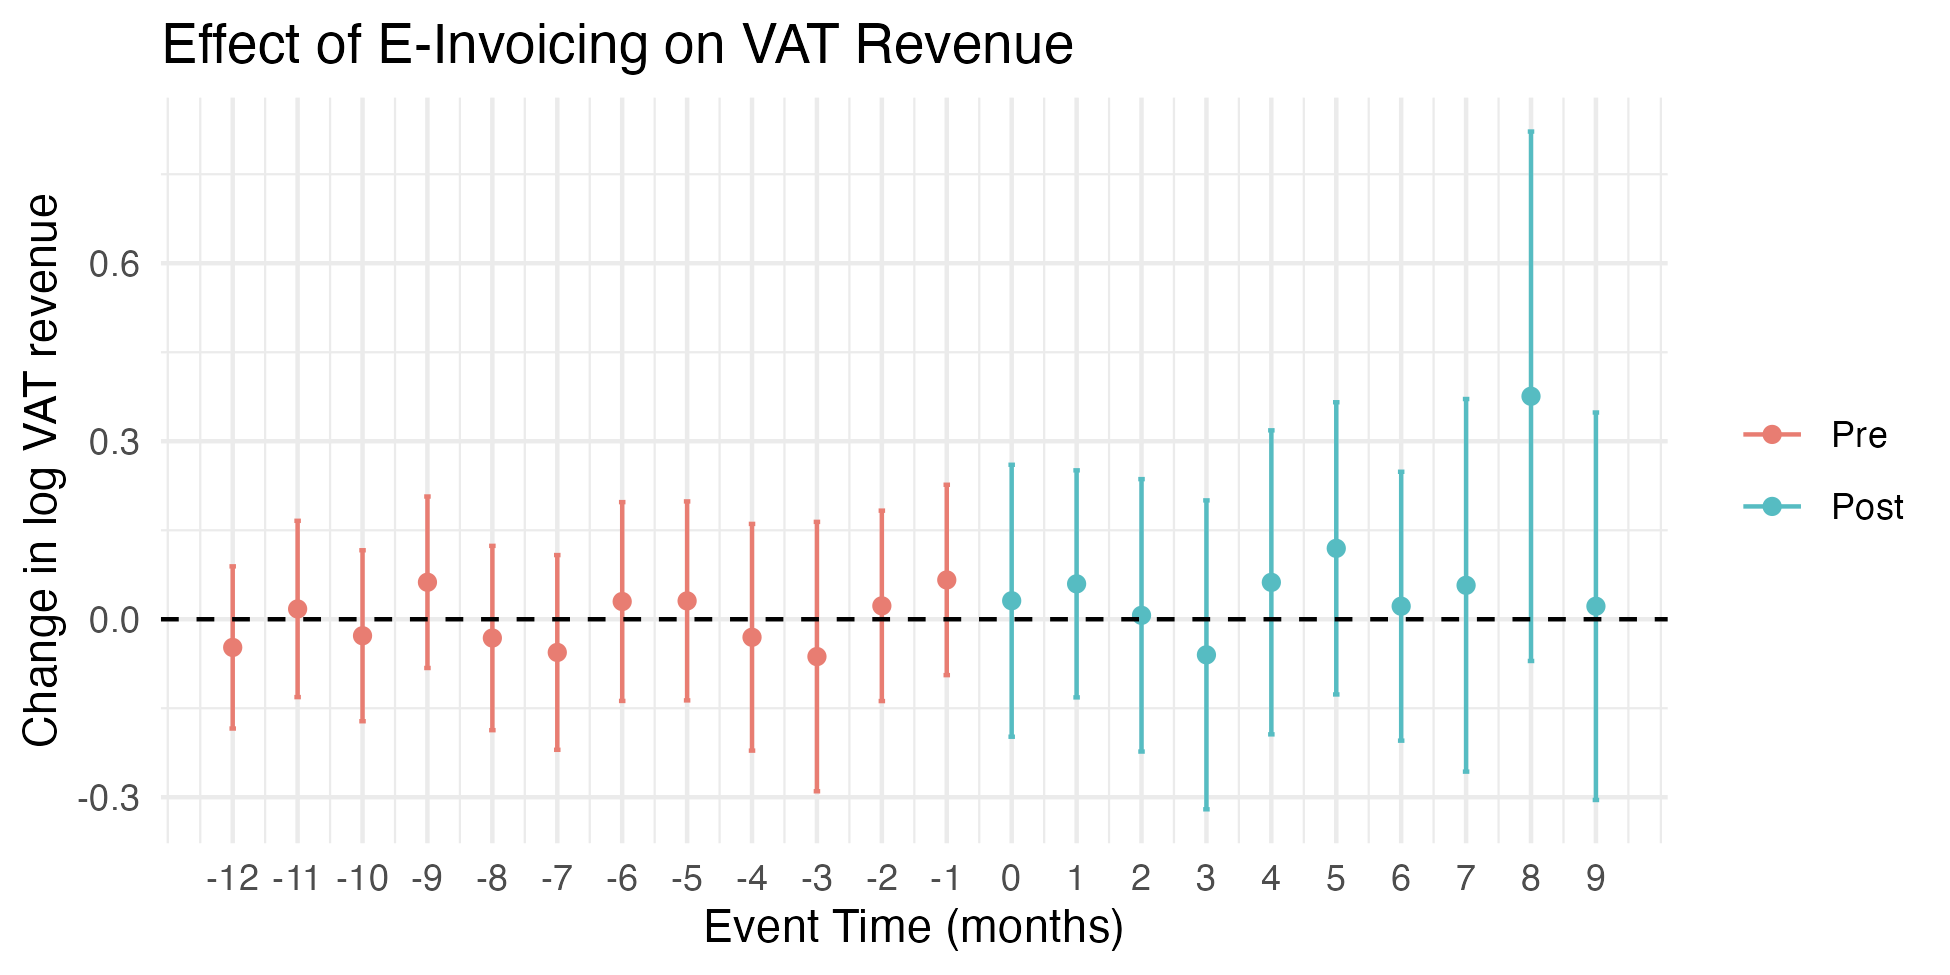 Effect of E-Invoicing on VAT Revenue
Change in log VAT revenue
0.6
0.3
0.0
-0.3
-12 -11 -10 -9 -8 -7 -6 -5 -4 -3 -2 -1 0 1 2 3 4 5 6 7 8 9
Event Time (months)
Pre
Post